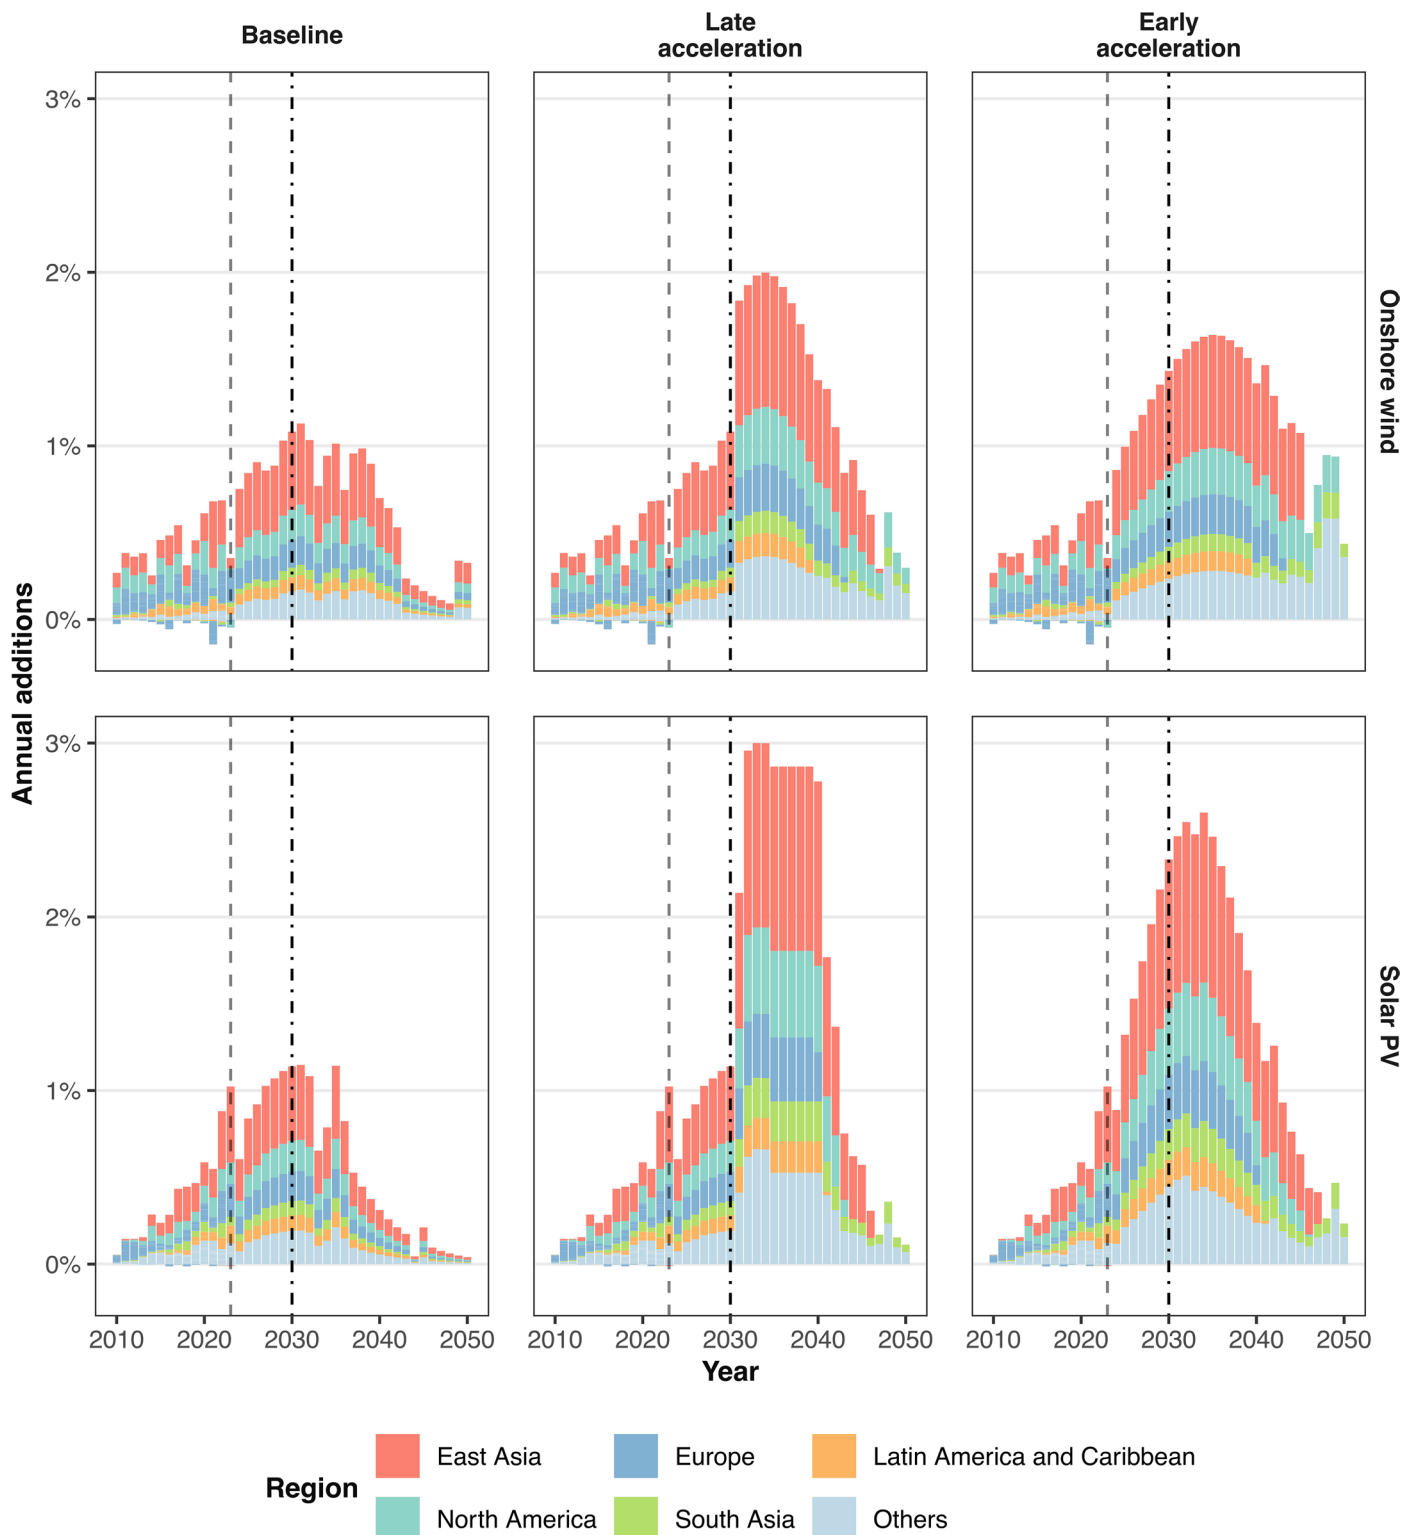 Baseline
Late
acceleration
Early
acceleration
3%
2%
1%
0%
Onshore wind
Annual additions
3%
2%
1%
0%
Solar PV
2010 2020 2030 2040 2050
2010 2020 2030 2040 2050
2010 2020 2030 2040 2050
Year
Region
East Asia
Europe
Latin America and Caribbean
North America
South Asia
Others